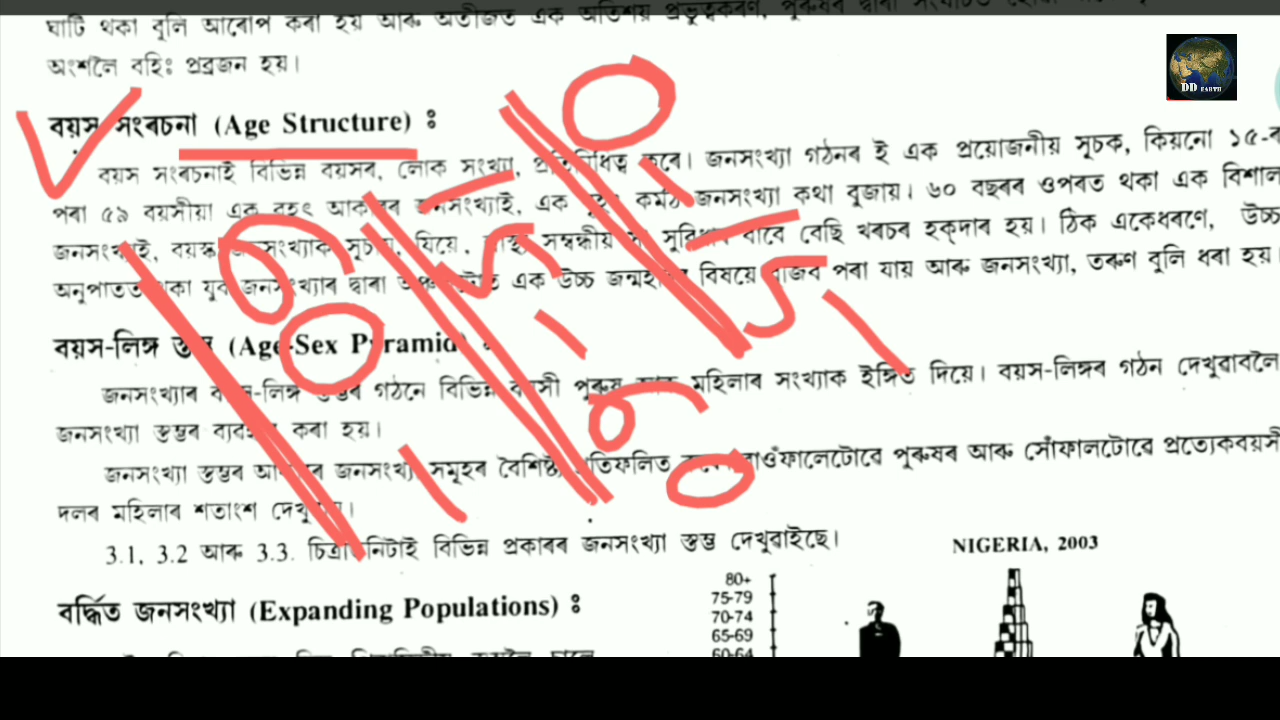 ঘাটি থকা বুলি আৰোপ কৰা হয় আৰু অতীজত এক অতিশয় প্ৰভুত্বকৰণ, পুৰুষৰ দ্বাৰা
অংশলৈ বহিঃ প্ৰব্ৰজন হয়।
DD EARTH
বয়স সংৰচনা (Age Structure) :
বয়স সংৰচনাই বিভিন্ন বয়সৰ, লোক সংখ্যা, প্ৰতিনিধিত্ব কৰে। জনসংখ্যা গঠনৰ ই এক প্ৰয়োজনীয় সূচক, কিয়নো ১৫-ৰ
পৰা ৫৯ বয়সীয়া এক বৃহৎ আকাৰৰ জনসংখ্যাই, এক কৰ্মঠ জনসংখ্যা কথা বুজায়। ৬০ বছৰৰ ওপৰত থকা এক বিশাল
জনসংখ্যাই, বয়স্ক জনসংখ্যাক সূচায়, যিয়ে, সম্বন্ধীয় বাবে বেছি খৰচৰ হক্‌দাৰ হয়। ঠিক একেধৰণে, উচ্চ
অনুপাতত থকা যুব জনসংখ্যাৰ দ্বাৰা এক উচ্চ বিষয়ে পৰা যায় আৰু জনসংখ্যা, তৰুণ বুলি ধৰা হয়।
বয়স-লিঙ্গ স্তম্ভ (Age-Sex Pyramid) :
জনসংখ্যাৰ বয়স-লিঙ্গ স্তম্ভৰ গঠনে বিভিন্ন বয়সী পুৰুষ আৰু মহিলাৰ সংখ্যাক ইঙ্গিত দিয়ে। বয়স-লিঙ্গৰ গঠন দেখুৱাবলৈ
জনসংখ্যা স্তম্ভৰ ব্যৱহাৰ কৰা হয়।
জনসংখ্যা স্তম্ভৰ জনসংখ্যা সমূহৰ বৈশিষ্ট্য প্ৰতিফলিত কৰে। বাওঁফালেটোৱে পুৰুষৰ আৰু সোঁফালটোৱে প্ৰত্যেকবয়সী
দলৰ মহিলাৰ শতাংশ দেখুৱায়।
3.1, 3.2 আৰু 3.3. চিত্ৰ তিনিটাই বিভিন্ন প্ৰকাৰৰ জনসংখ্যা স্তম্ভ দেখুৱাইছে।
NIGERIA, 2003
বৰ্দ্ধিত জনসংখ্যা (Expanding Populations) :
80+
75-79
70-74
65-69
60-64